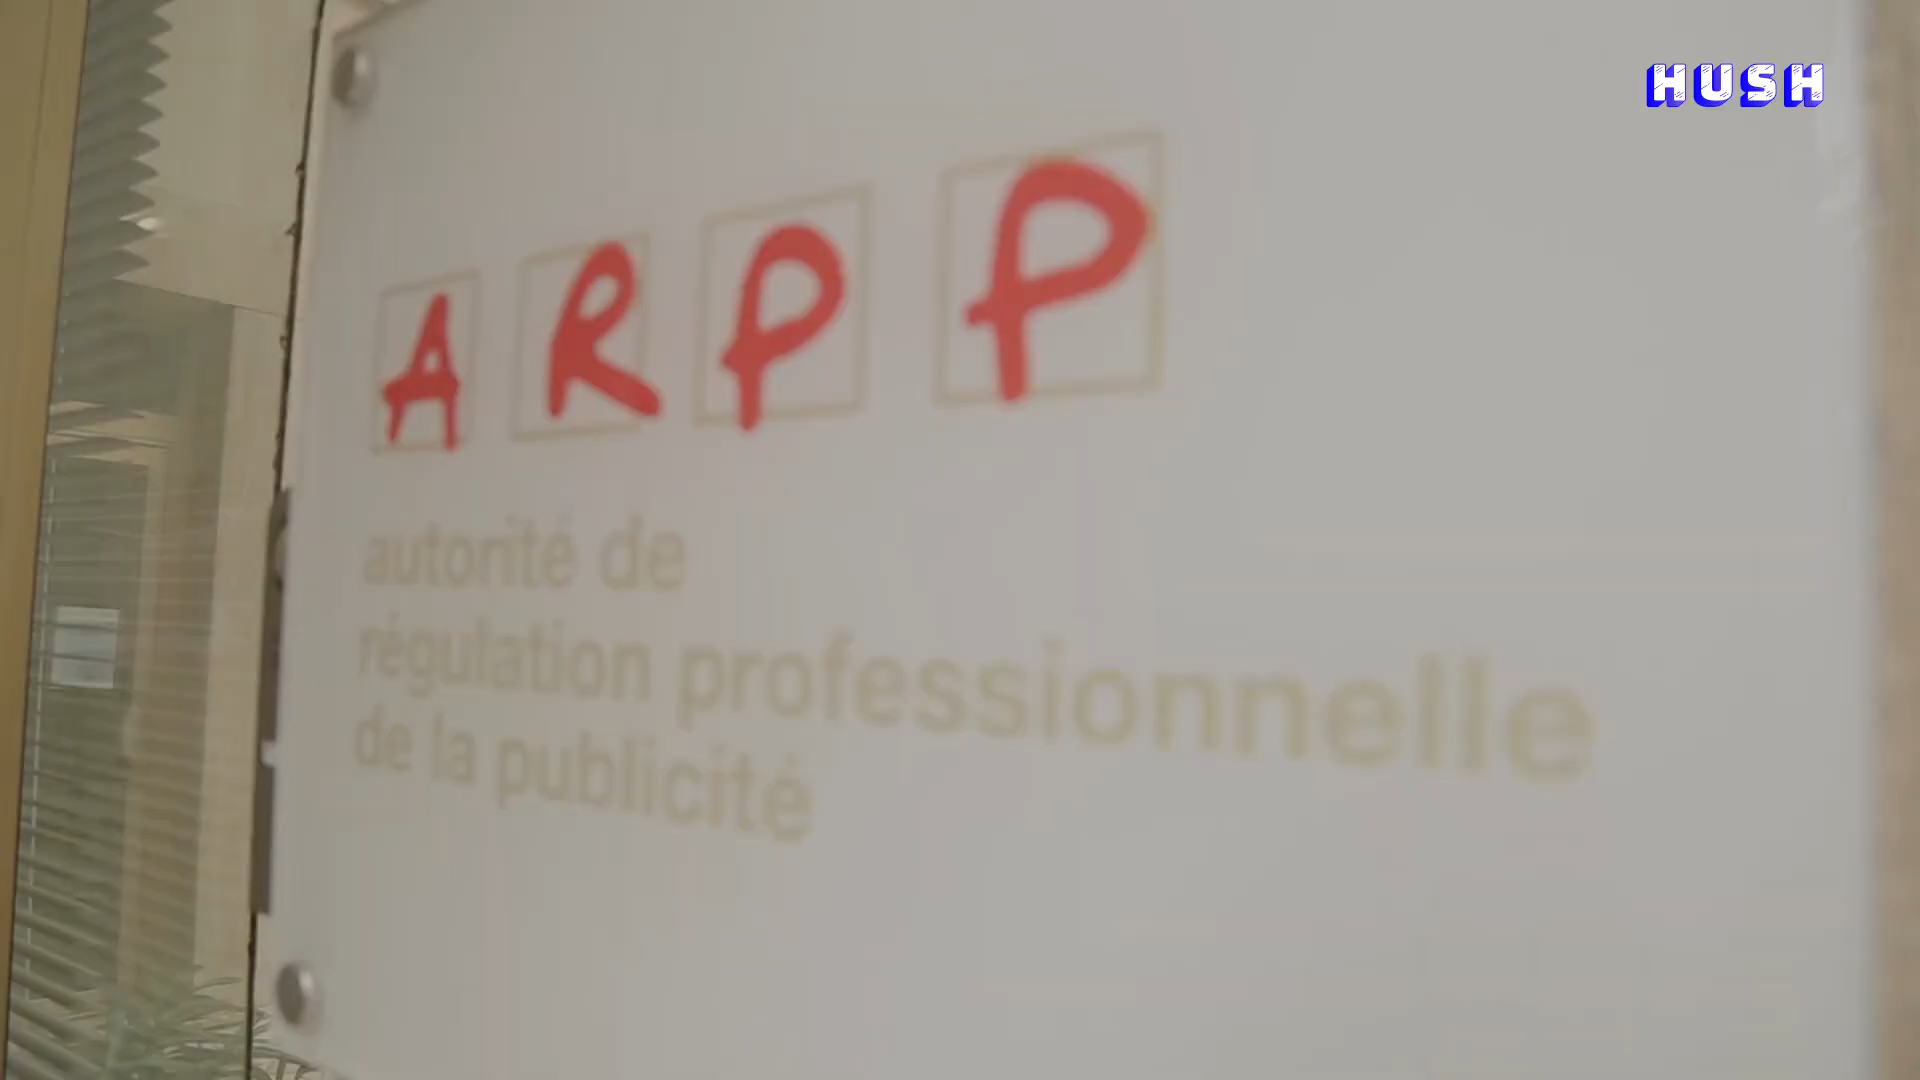 HUSH
ARPP
autorité de
régulation professionnelle
de la publicité